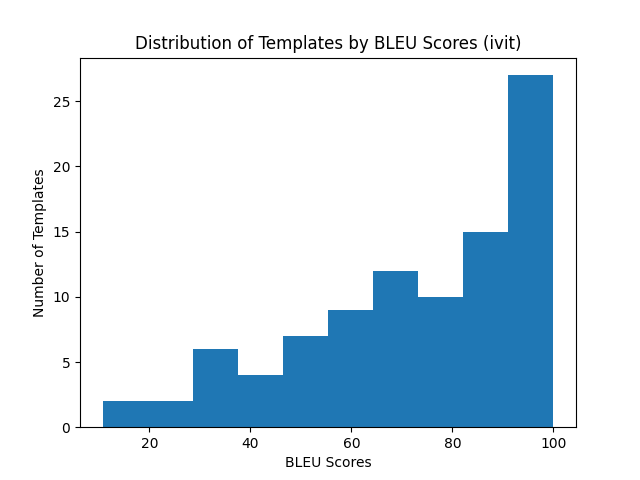 Distribution of Templates by BLEU Scores (ivit)
Number of Templates
25
20
15
10
5
0
20 40 60 80 100
BLEU Scores